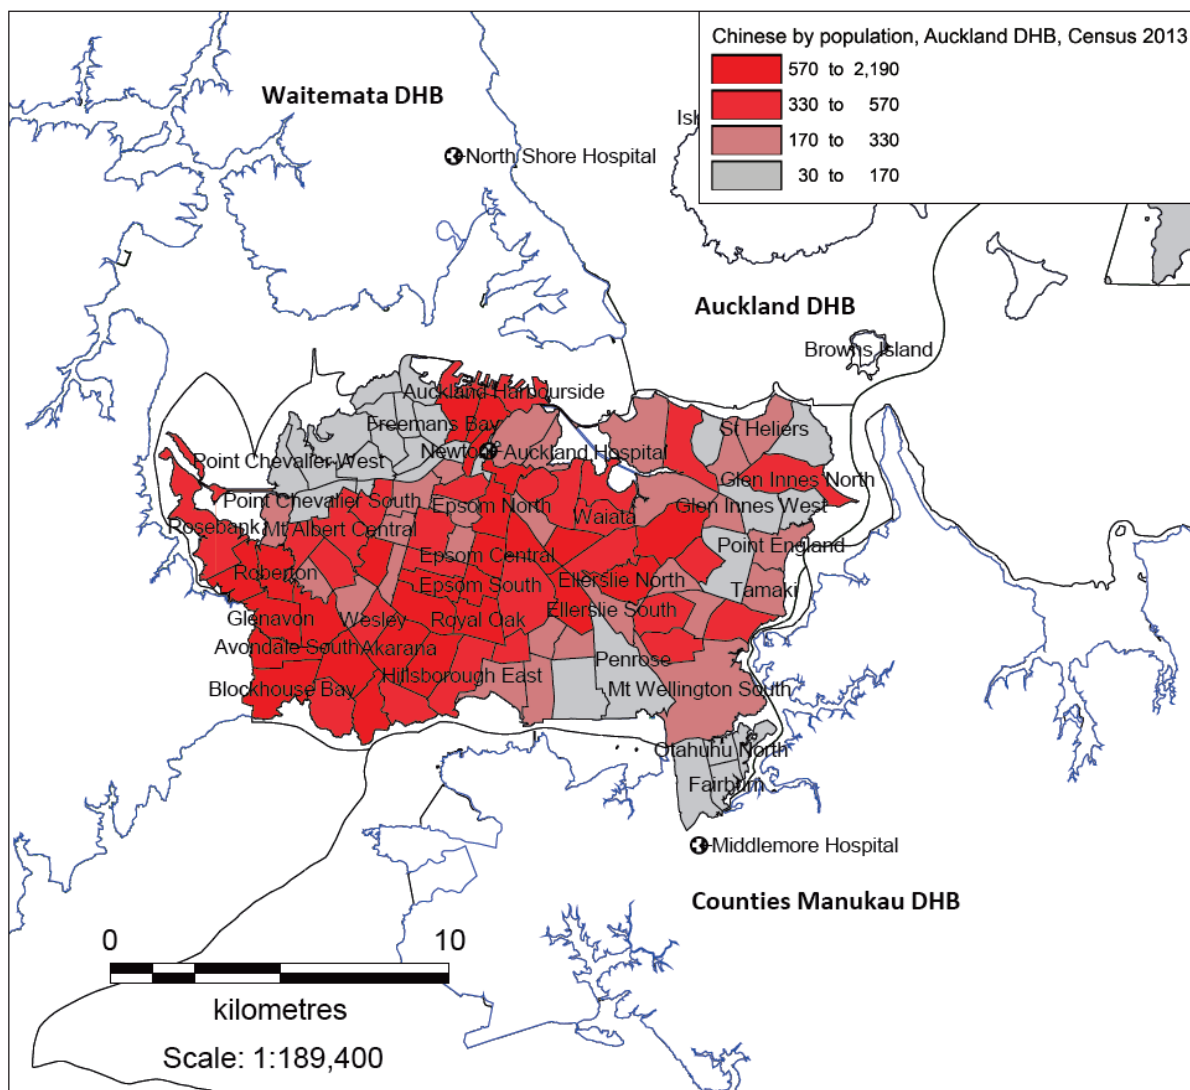 Chinese by population, Auckland DHB, Census 2013
570 to 2,190
330 to 570
170 to 330
30 to 170
Waitemata DHB
Isl
North Shore Hospital
Auckland DHB
Browns Island
Auckland Harbourside
Freemans Bay
St Heliers
Newton
Auckland Hospital
Point Chevalier West
Glen Innes North
Point Chevalier South
Epsom North
Glen Innes West
Waiata
Rosebank
Mt Albert Central
Point England
Epsom Central
Roberton
Ellerslie North
Epsom South
Tamaki
Glenavon
Wesley
Royal Oak
Ellerslie South
Avondale South
Akarana
Penrose
Hillsborough East
Blockhouse Bay
Mt Wellington South
Otahuhu North
Fairburn
Middlemore Hospital
Counties Manukau DHB
0 10
kilometres
Scale: 1:189,400